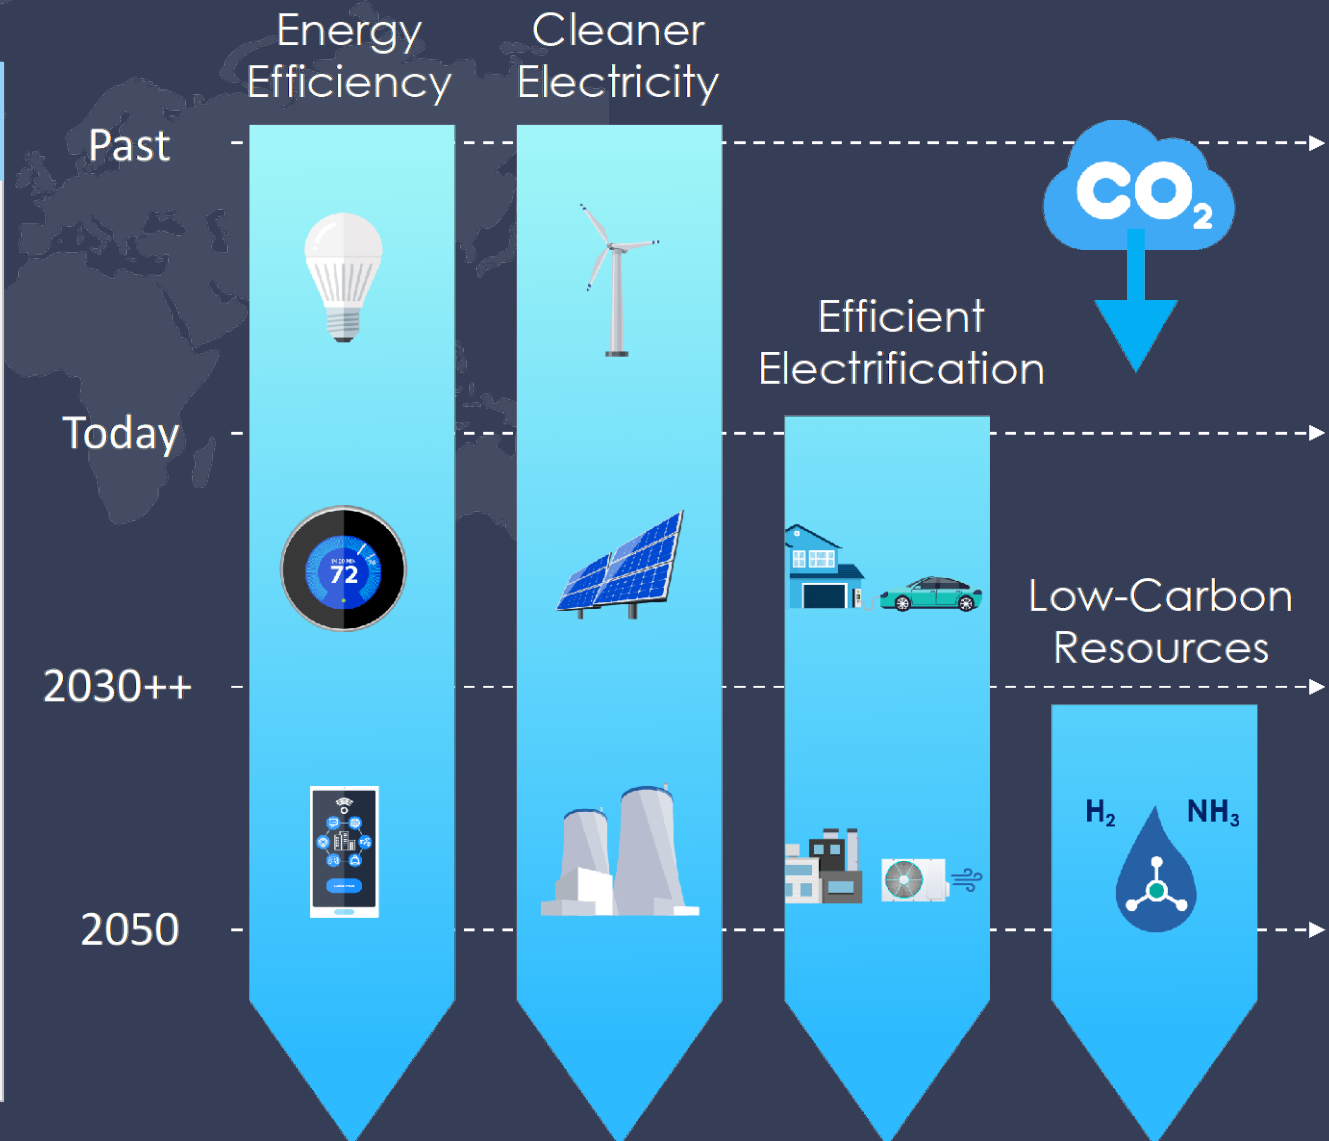 Energy
Efficiency
Cleaner
Electricity
Past
CO₂
Efficient
Electrification
Today
72
Low-Carbon
Resources
2030++
H₂
NH₃
2050